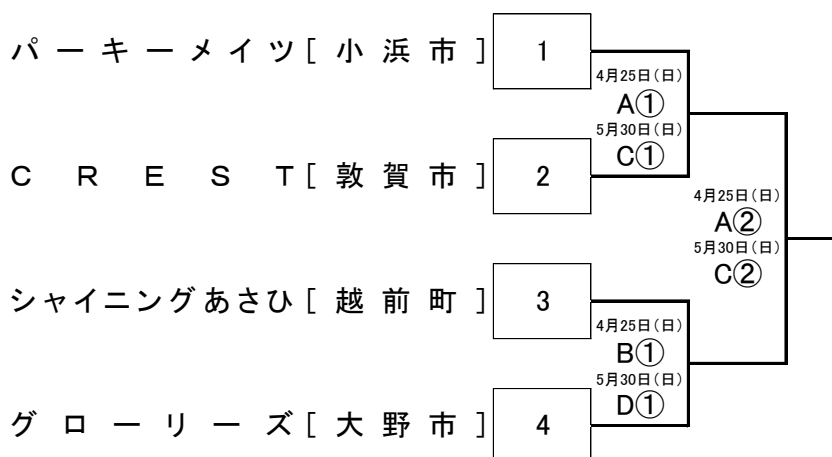 パーキーメイツ[小浜市] 1
4月25日(日)
A①
5月30日(日)
C①
CREST[敦賀市] 2
4月25日(日)
A②
5月30日(日)
C②
シャイニングあさひ[越前町] 3
4月25日(日)
B①
5月30日(日)
D①
グローリーズ[大野市] 4